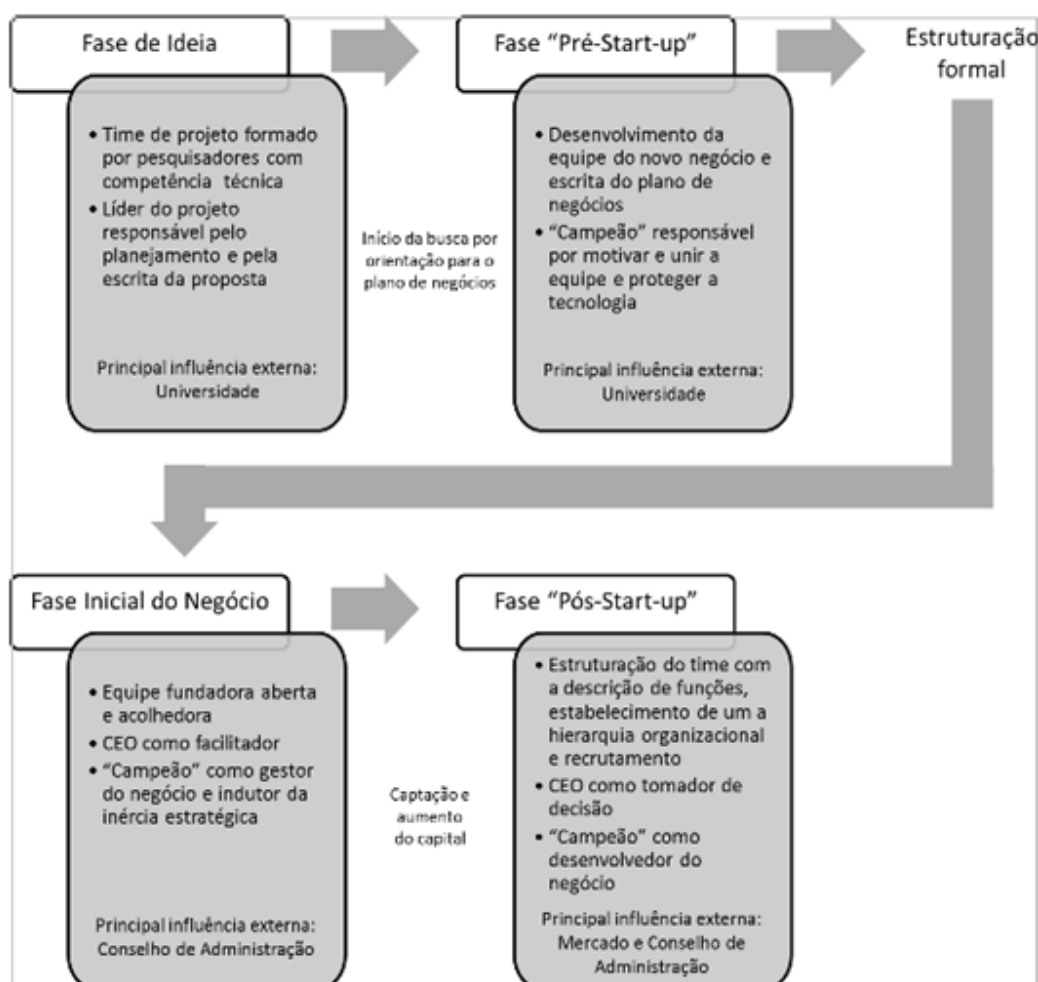 Fase de Ideia
• Time de projeto formado
por pesquisadores com
competência técnica
• Líder do projeto
responsável pelo
planejamento e pela
escrita da proposta
Principal influência externa:
Universidade
Início da busca por
orientação para o
plano de negócios
Fase “Pré-Start-up”
• Desenvolvimento da
equipe do novo negócio e
escrita do plano de
negócios
• “Campeão” responsável
por motivar e unir a
equipe e proteger a
tecnologia
Principal influência externa:
Universidade
Estruturação
formal
Fase Inicial do Negócio
• Equipe fundadora aberta
e acolhedora
• CEO como facilitador
• “Campeão” como gestor
do negócio e indutor da
inércia estratégica
Principal influência externa:
Conselho de Administração
Captação e
aumento
do capital
Fase “Pós-Start-up”
• Estruturação do time com
a descrição de funções,
estabelecimento de um a
hierarquia organizacional
e recrutamento
• CEO como tomador de
decisão
• “Campeão” como
desenvolvedor do
negócio
Principal influência externa:
Mercado e Conselho de
Administração